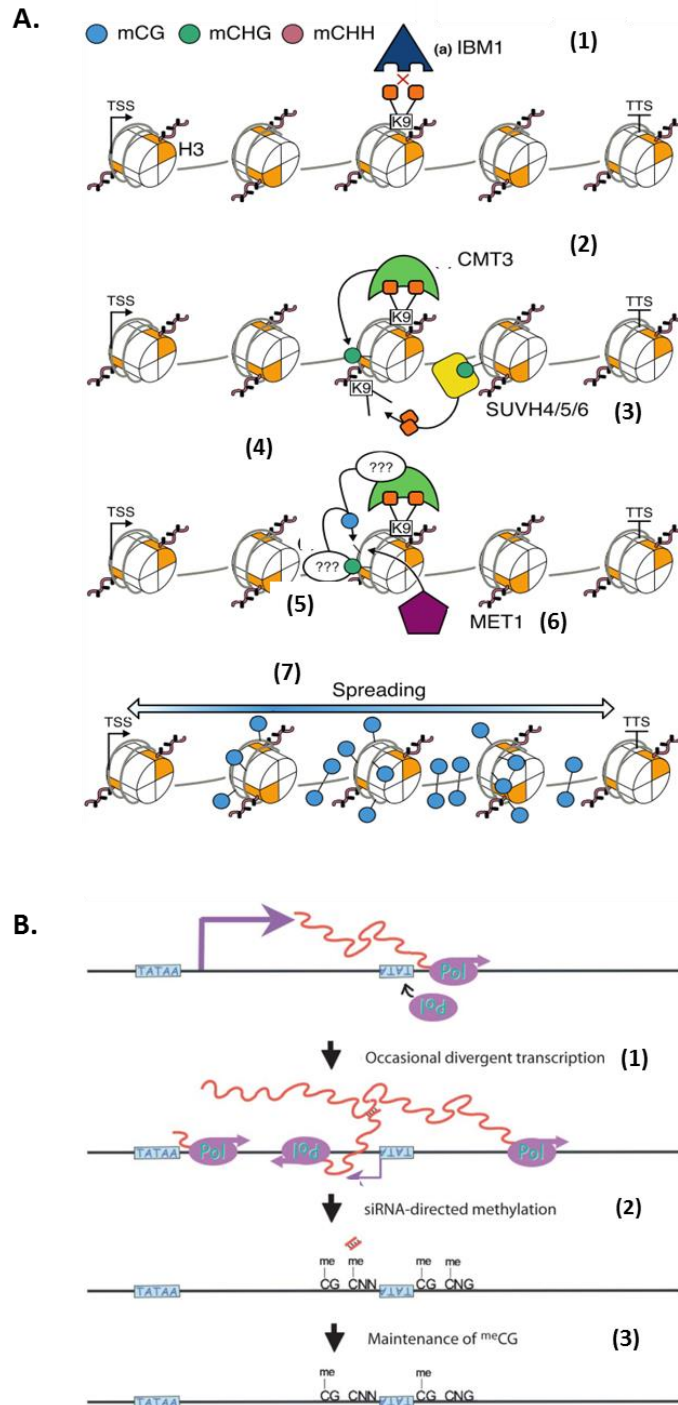 A.
mCG mCHG mCHH
(a) IBM1 (1)
TSS TTS
H3
K9
(2)
CMT3
TSS TTS
K9
K9
SUVH4/5/6 (3)
(4)
???
TSS TTS
K9
???
(5)
MET1 (6)
(7)
Spreading
TSS TTS
B.
TATAA TATA Pol
Pol
Occasional divergent transcription (1)
TATAA Pol Pol TATA Pol
siRNA-directed methylation (2)
me me me me
CG CNN CG CNG
TATAA TATA
Maintenance of meCG (3)
me me
CG CNN CG CNG
TATAA TATA